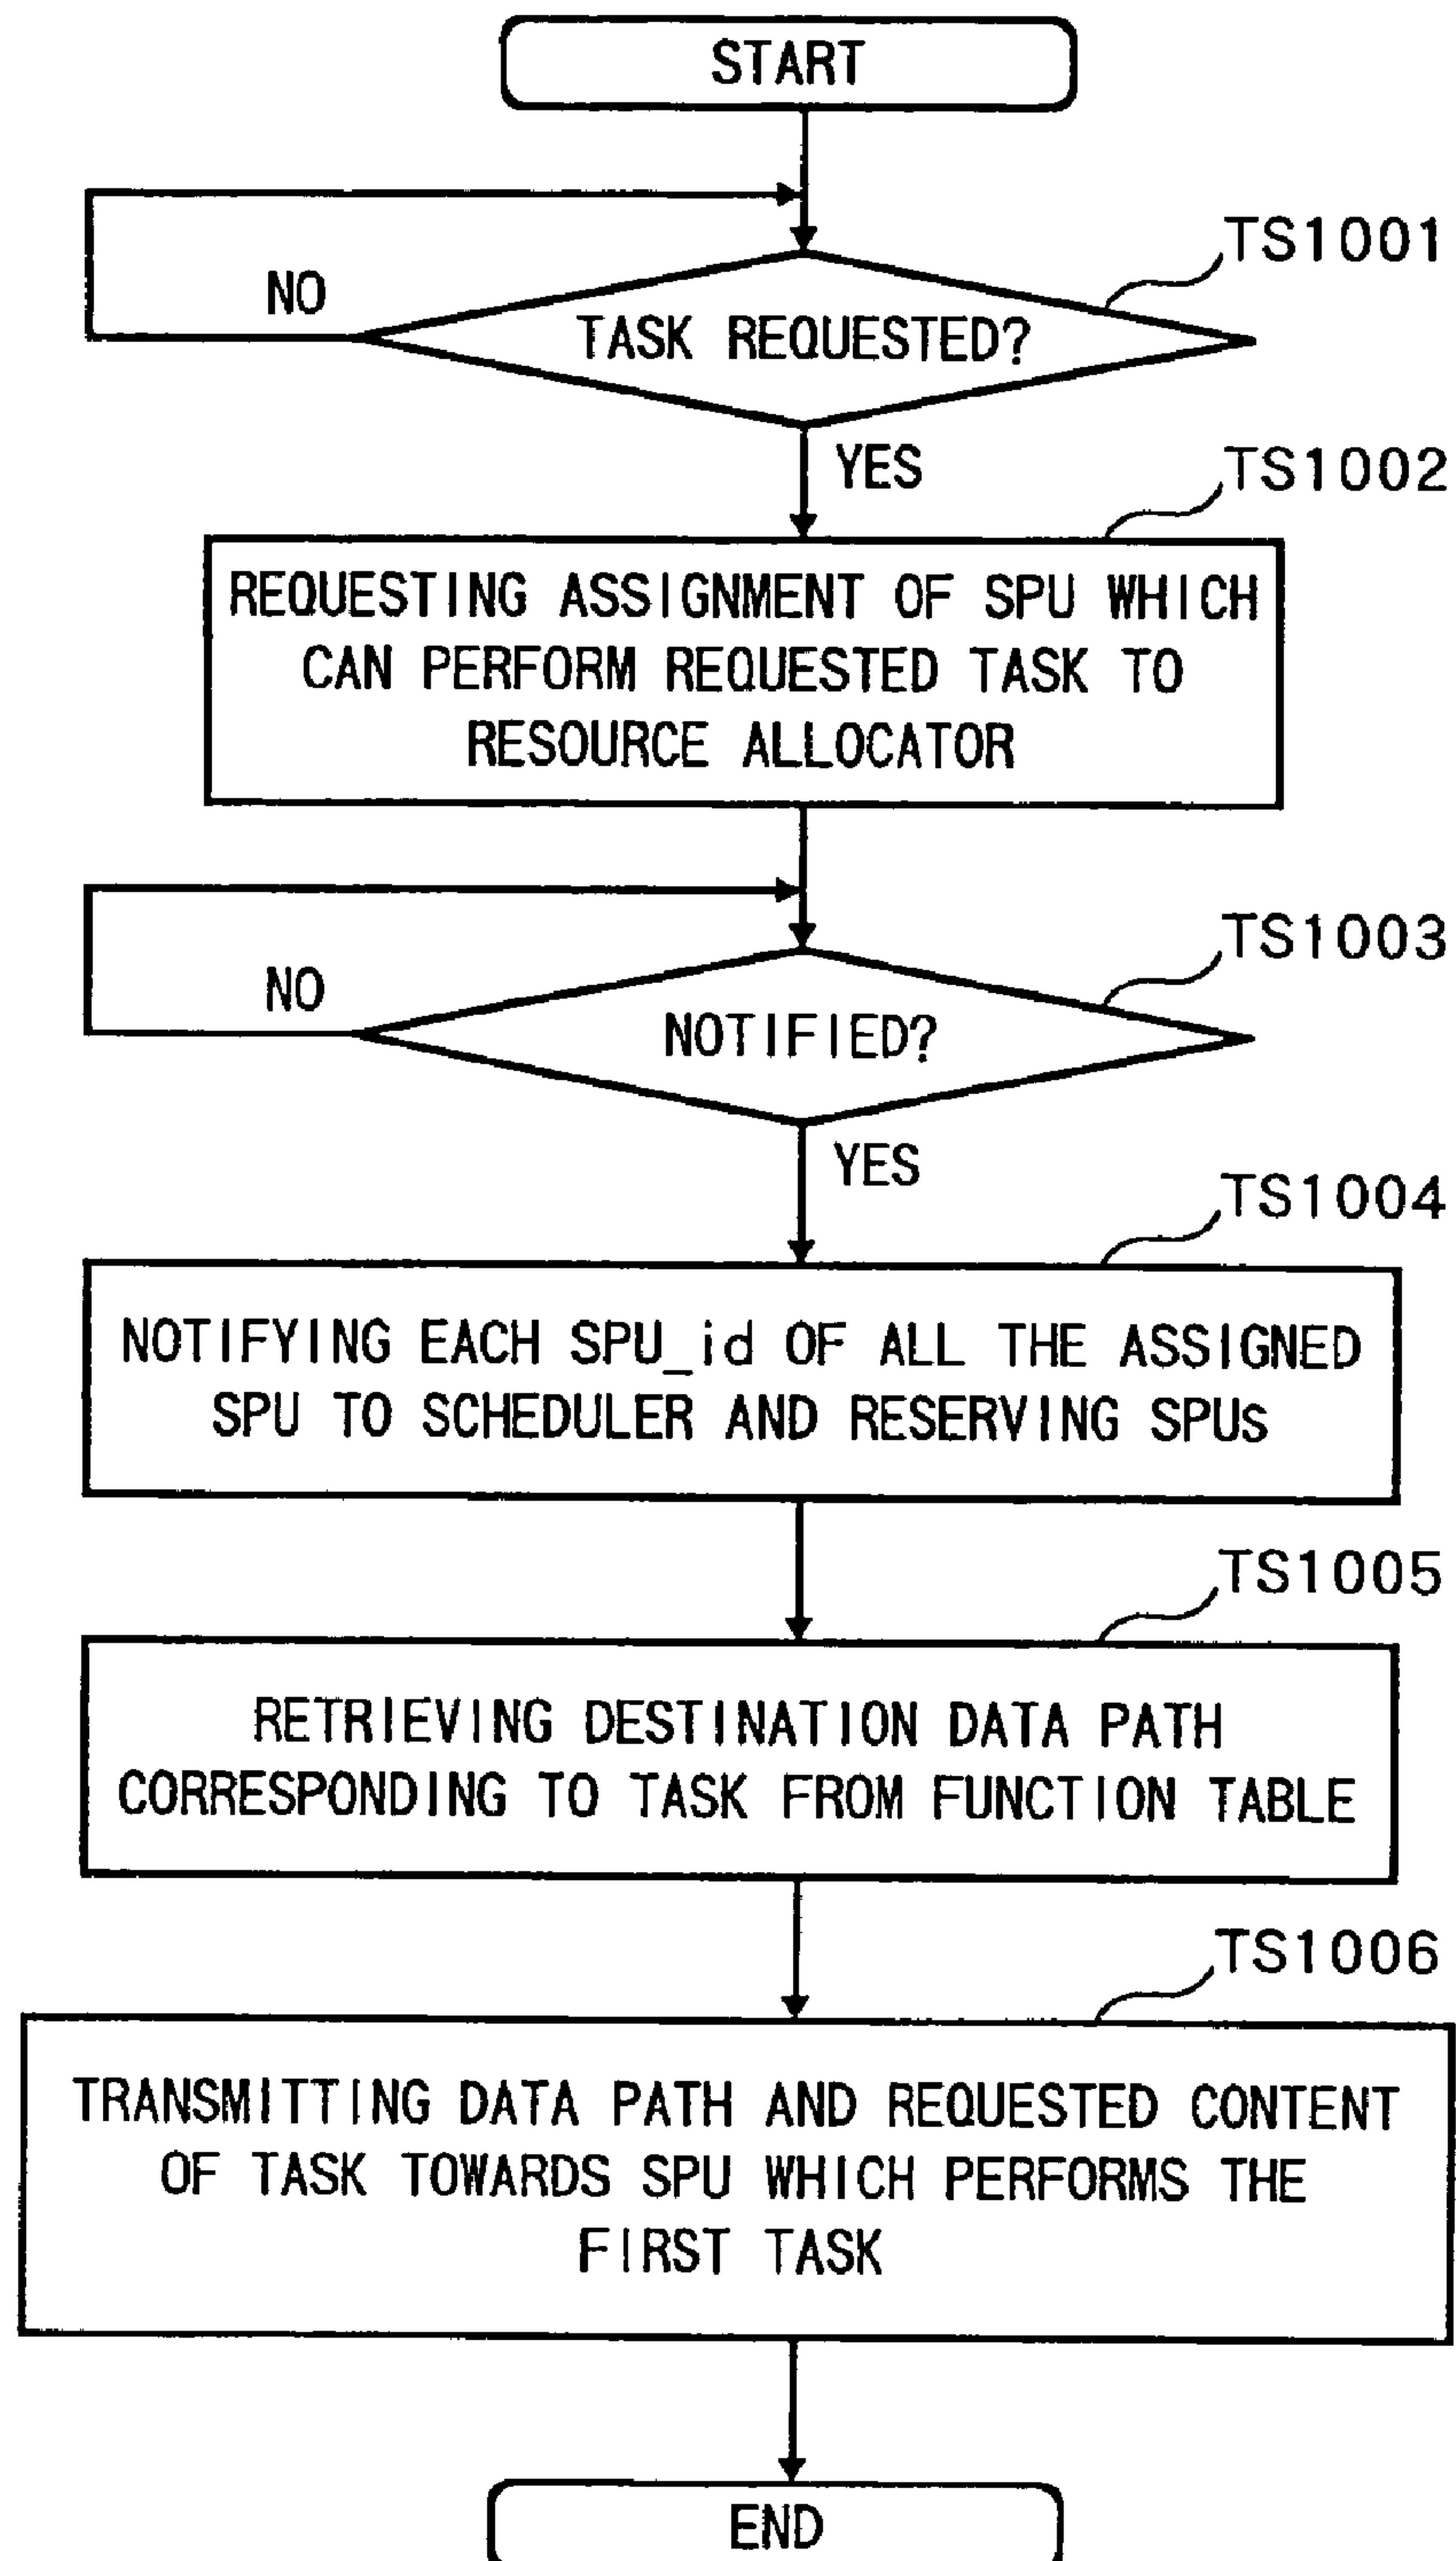 START
TS1001
NO
TASK REQUESTED?
YES
TS1002
REQUESTING ASSIGNMENT OF SPU WHICH
CAN PERFORM REQUESTED TASK TO
RESOURCE ALLOCATOR
TS1003
NO
NOTIFIED?
YES
TS1004
NOTIFYING EACH SPU_id OF ALL THE ASSIGNED
SPU TO SCHEDULER AND RESERVING SPUs
TS1005
RETRIEVING DESTINATION DATA PATH
CORRESPONDING TO TASK FROM FUNCTION TABLE
TS1006
TRANSMITTING DATA PATH AND REQUESTED CONTENT
OF TASK TOWARDS SPU WHICH PERFORMS THE
FIRST TASK
END